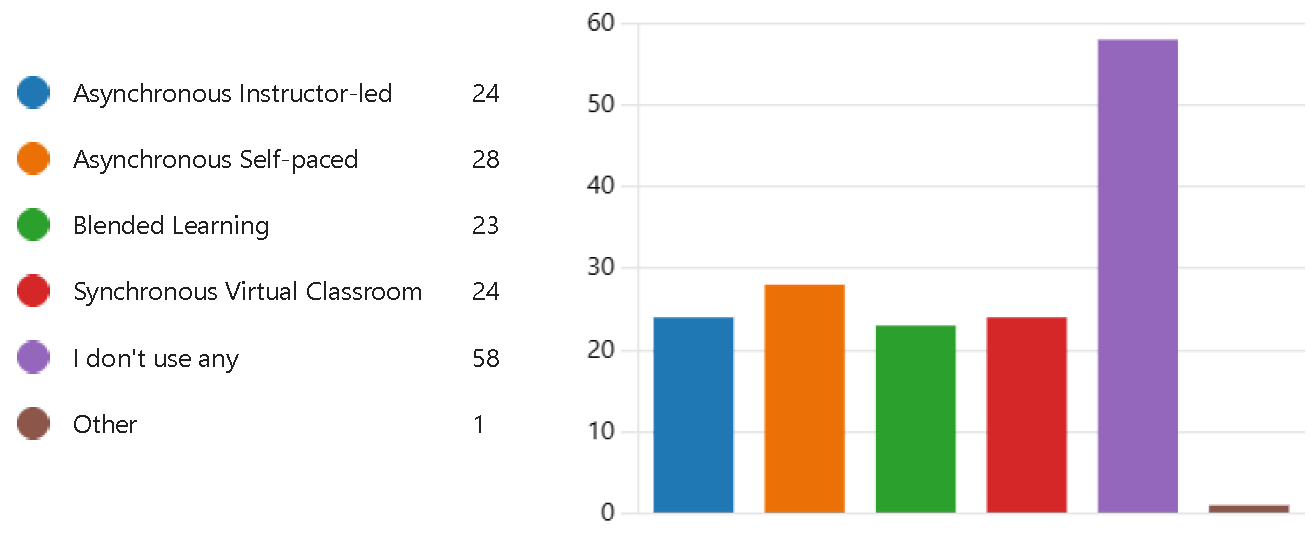 Asynchronous Instructor-led 24
Asynchronous Self-paced 28
Blended Learning 23
Synchronous Virtual Classroom 24
I don't use any 58
Other 1
60
50
40
30
20
10
0